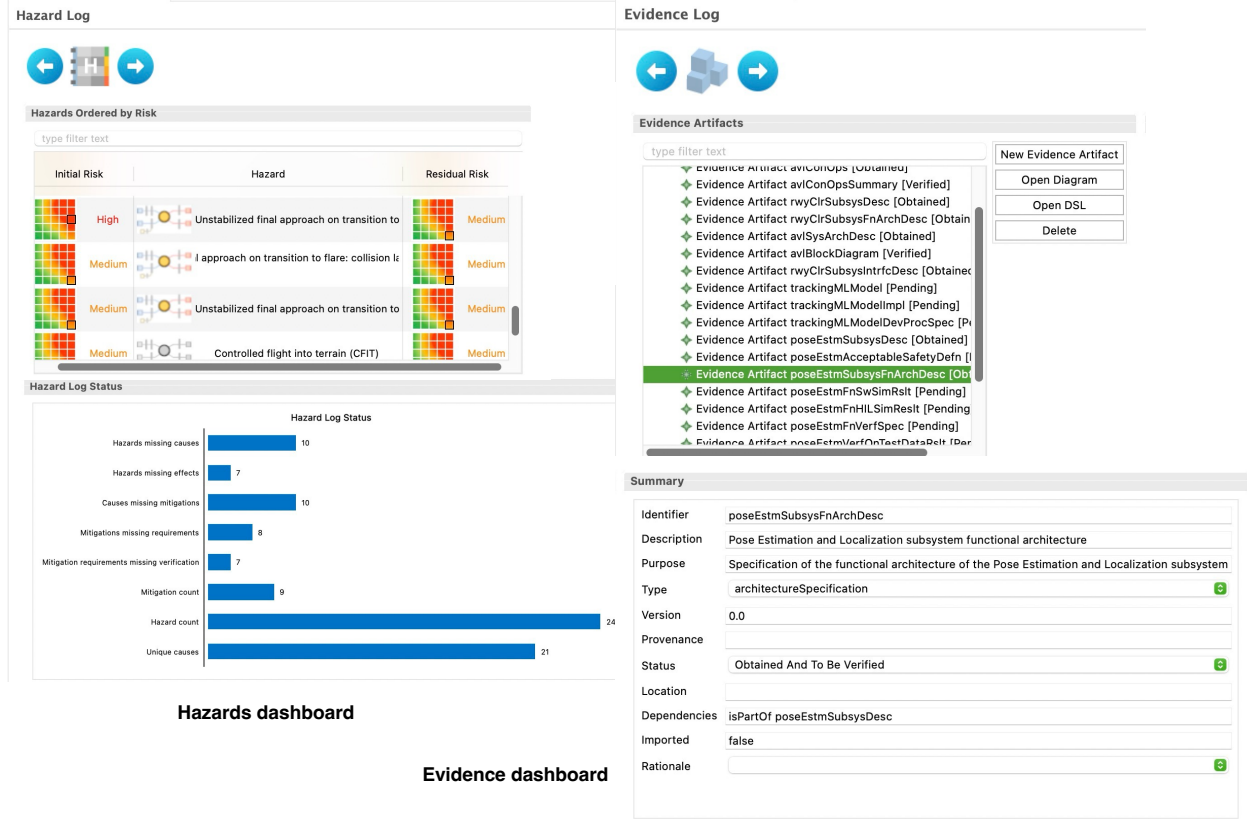 Hazard Log
H
Hazards Ordered by Risk
type filter text
Initial Risk Hazard Residual Risk
High Unstabilized final approach on transition to Medium
Medium l approach on transition to flare: collision la Medium
Medium Unstabilized final approach on transition to Medium
Medium Controlled flight into terrain (CFIT) Medium
Hazard Log Status
Hazard Log Status
Hazards missing causes 10
Hazards missing effects 7
Causes missing mitigations 10
Mitigations missing requirements 8
Mitigation requirements missing verification 7
Mitigation count 9
Hazard count 24
Unique causes 21
Hazards dashboard
Evidence Log
Evidence Artifacts
type filter text
Evidence Artifact avlConOps [Obtained]
Evidence Artifact avlConOpsSummary [Verified]
Evidence Artifact rwyClrSubsysDesc [Obtained]
Evidence Artifact rwyClrSubsysFnArchDesc [Obtain
Evidence Artifact avlSysArchDesc [Obtained]
Evidence Artifact avlBlockDiagram [Verified]
Evidence Artifact rwyClrSubsysIntrfcDesc [Obtained
Evidence Artifact trackingMLModel [Pending]
Evidence Artifact trackingMLModelImpl [Pending]
Evidence Artifact trackingMLModelDevProcSpec [Pe
Evidence Artifact poseEstmSubsysDesc [Obtained]
Evidence Artifact poseEstmAcceptableSafetyDefn [
Evidence Artifact poseEstmSubsysFnArchDesc [Obt
Evidence Artifact poseEstmFnSwSimRslt [Pending]
Evidence Artifact poseEstmFnHILSimReslt [Pending
Evidence Artifact poseEstmFnVerfSpec [Pending]
Evidence Artifact poseEstmVerfOpTestDataRslt [Per
New Evidence Artifact
Open Diagram
Open DSL
Delete
Summary
Identifier poseEstmSubsysFnArchDesc
Description Pose Estimation and Localization subsystem functional architecture
Purpose Specification of the functional architecture of the Pose Estimation and Localization subsystem
Type architectureSpecification
Version 0.0
Provenance
Status Obtained And To Be Verified
Location
Dependencies isPartOf poseEstmSubsysDesc
Imported false
Rationale
Evidence dashboard